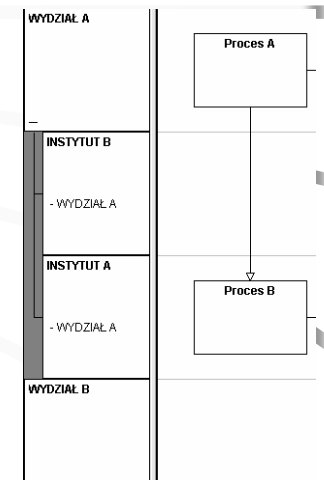 WYDZIAŁ A
Proces A
INSTYTUT B
- WYDZIAŁ A
INSTYTUT A
Proces B
- WYDZIAŁ A
WYDZIAŁ B